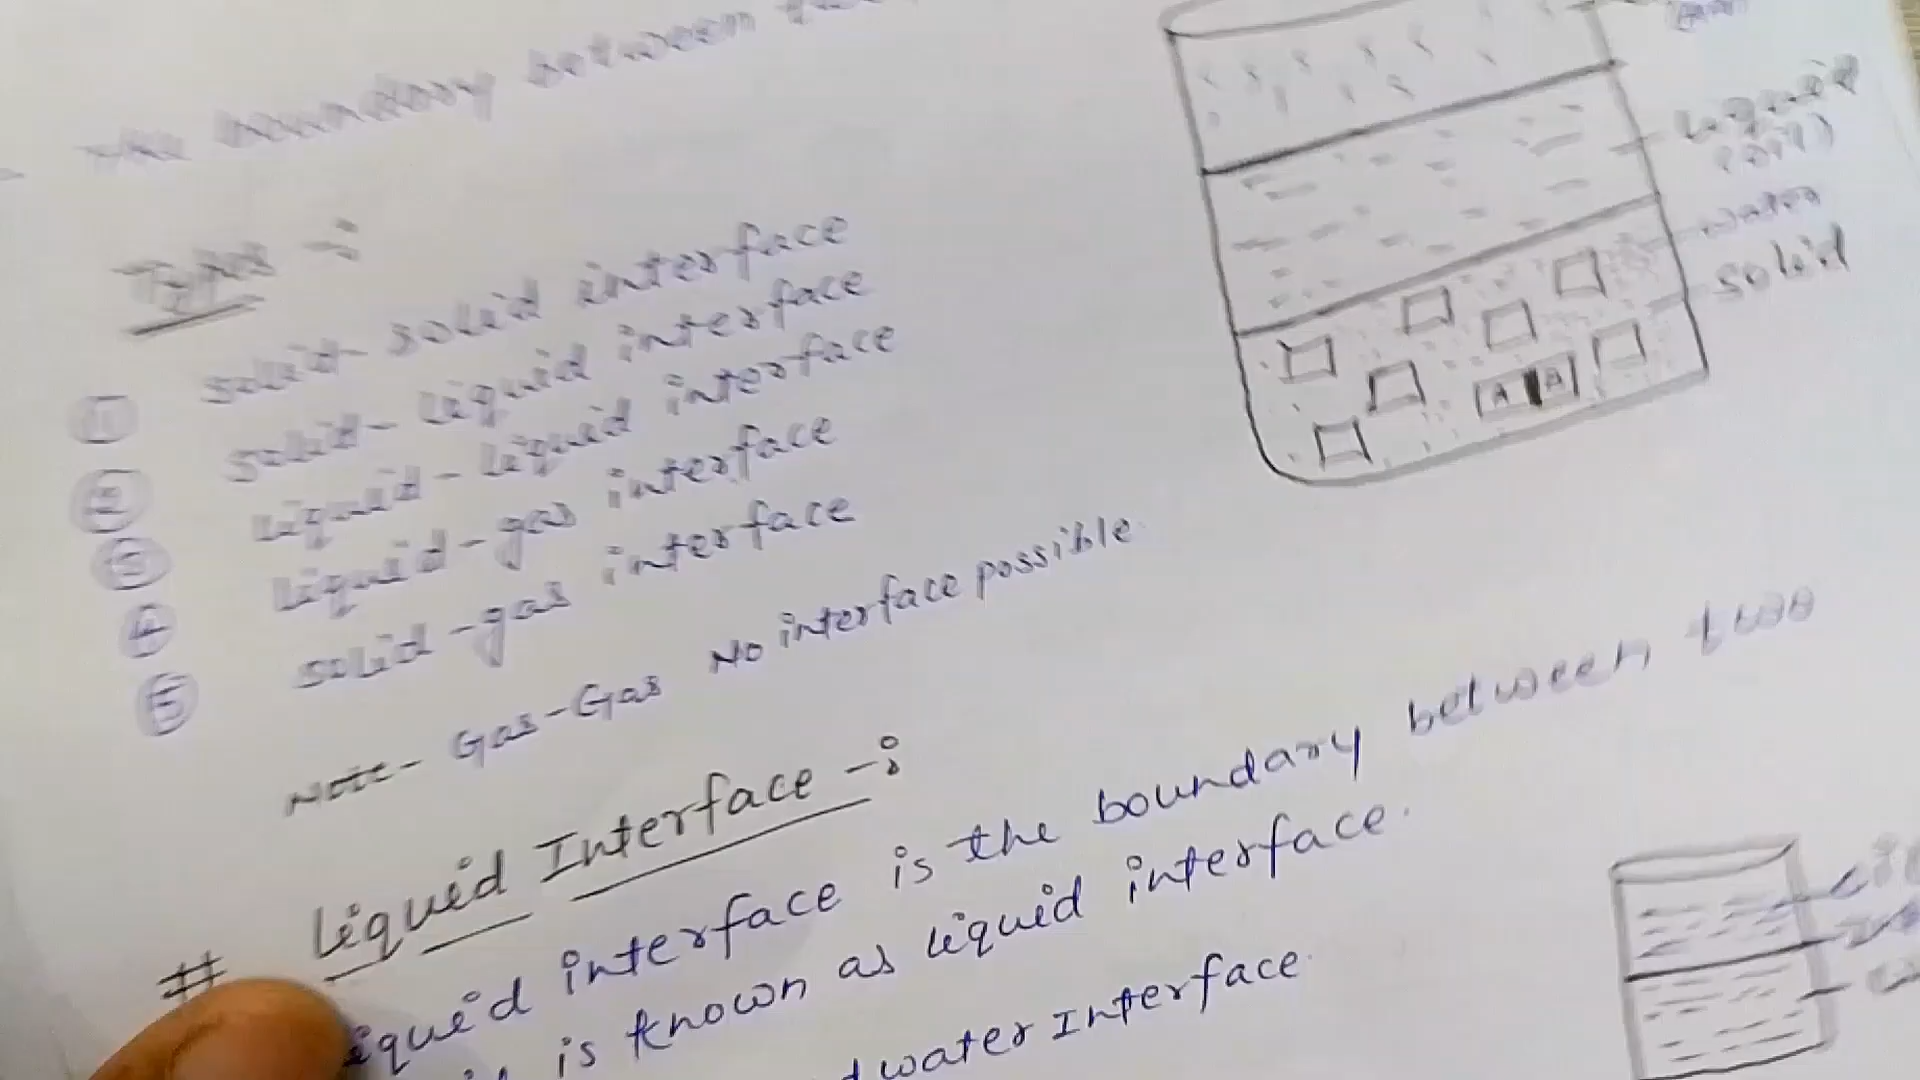 The boundary between
Types -:
① solid-solid interface
② solid-liquid interface
③ liquid-liquid interface
④ liquid-gas interface
⑤ solid-gas interface
Note- Gas-Gas No interface possible
# Liquid Interface -:
liquid interface is the boundary between two
is known as liquid interface.
water Interface.
liquid
(oil)
water
solid
A B